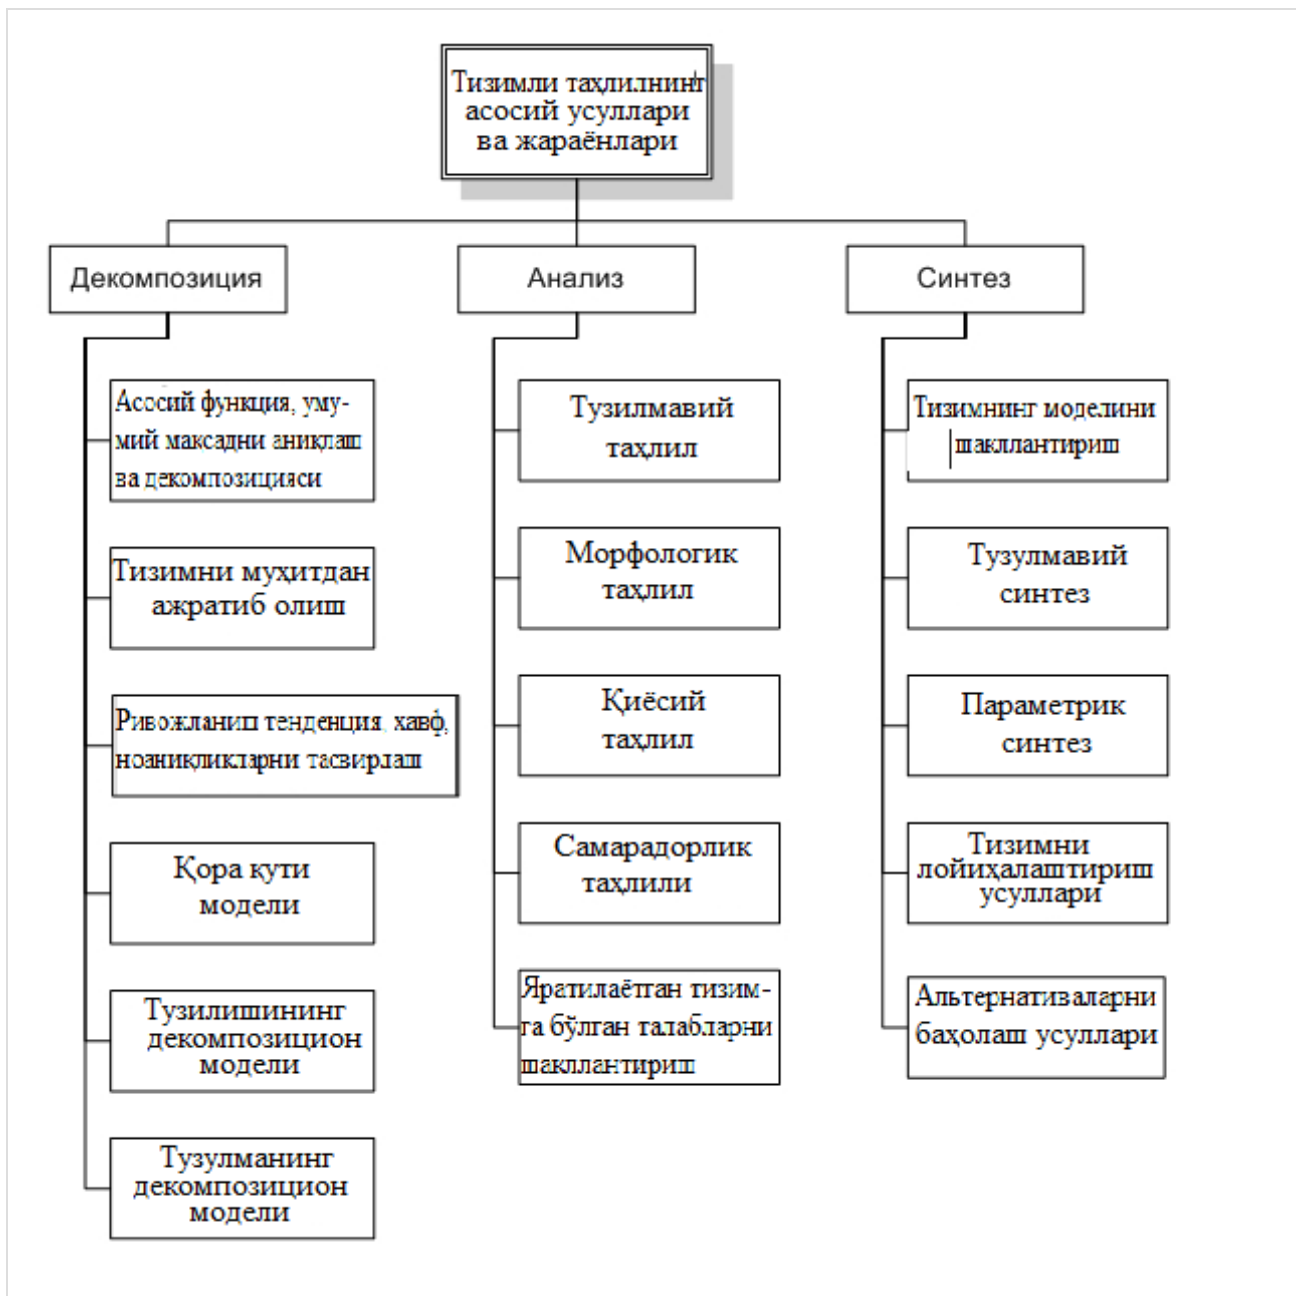 Тизимли таҳлилнинг
асосий усуллари
ва жараёнлари
Декомпозиция
Асосий функция, уму-
мий мақсадни аниқлаш
ва декомпозицияси
Тизимни муҳитдан
ажратиб олиш
Ривожланиш тенденция, хавф,
ноаниқликларни тасвирлаш
Қора қути
модели
Тузилишининг
декомпозицион
модели
Тузулманинг
декомпозицион
модели
Анализ
Тузилмавий
таҳлил
Морфологик
таҳлил
Қиёсий
таҳлил
Самарадорлик
таҳлили
Яратилаётган тизим-
га бўлган талабларни
шакллантириш
Синтез
Тизимнинг моделини
шакллантириш
Тузулмавий
синтез
Параметрик
синтез
Тизимни
лойиҳалаштириш
усуллари
Альтернативаларни
баҳолаш усуллари